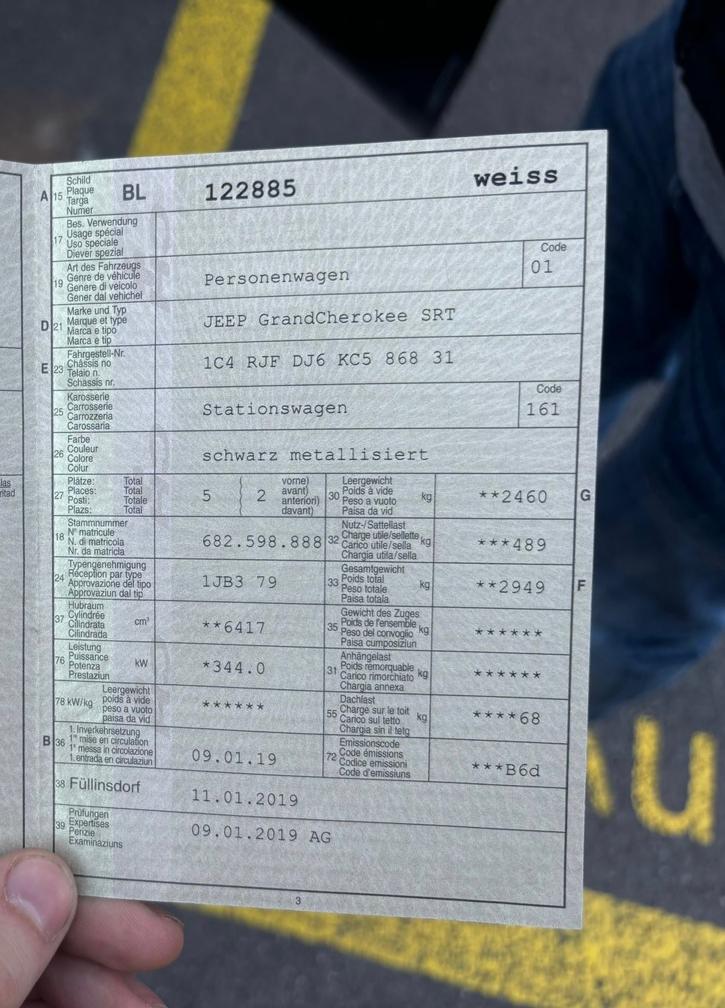 A 15 Schild Plaque Targa Numer BL 122885 weiss
17 Bes. Verwendung Usage spécial Uso speciale Diever spezial
19 Art des Fahrzeugs Genre de véhicule Genere di veicolo Gener dal vehichel Personenwagen Code 01
D 21 Marke und Typ Marque et type Marca e tipo Marca e tip JEEP GrandCherokee SRT
E 23 Fahrgestell-Nr. Châssis no Telaio n. Schassis nr. 1C4 RJF DJ6 KC5 868 31
25 Karosserie Carrosserie Carrozzeria Carossaria Stationswagen Code 161
26 Farbe Couleur Colore Colur schwarz metallisiert
27 Plätze: Total Places: Total Posti: Totale Plazs: Total 5 ( 2 vorne) avant) anteriori) davant)
30 Leergewicht Poids à vide Peso a vuoto Paisa da vid kg **2460 G
18 Stammnummer N° matricule N. di matricola Nr. da matricla 682.598.888
32 Nutz-/Sattellast Charge utile/sellette Carico utile/sella Chargia utila/sella kg ***489
24 Typengenehmigung Réception par type Approvazione del tipo Approvaziun dal tip 1JB3 79
33 Gesamtgewicht Poids total Peso totale Paisa totala kg **2949 F
37 Hubraum Cylindrée Cilindrata Cilindrada cm³ **6417
35 Gewicht des Zuges Poids de l'ensemble Peso del convoglio Paisa cumposiziun kg ******
76 Leistung Puissance Potenza Prestaziun kW *344.0
31 Anhängelast Poids remorquable Carico rimorchiato Chargia annexa kg ******
78 kW/kg Leergewicht poids à vide peso a vuoto paisa da vid ******
55 Dachlast Charge sur le toit Carico sul tetto Chargia sin il tetg kg ****68
B 36 1. Inverkehrsetzung 1re mise en circulation 1a messa in circolazione 1. entrada en circulaziun 09.01.19
72 Emissionscode Code émissions Codice emissioni Code d'emissiuns ***B6d
38 Füllinsdorf 11.01.2019
39 Prüfungen Expertises Perizie Examinaziuns 09.01.2019 AG
3